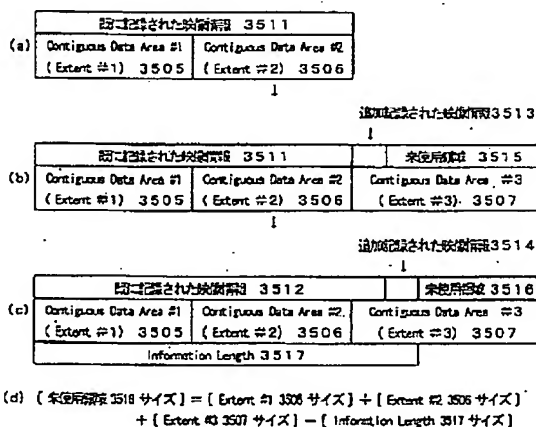 既に記録された映像情報 3511
(a) Contiguous Data Area #1 Contiguous Data Area #2
(Extent #1) 3505 (Extent #2) 3506
↓
追加記録された映像情報3513
↓
既に記録された映像情報 3511 未使用領域 3515
(b) Contiguous Data Area #1 Contiguous Data Area #2 Contiguous Data Area #3
(Extent #1) 3505 (Extent #2) 3506 (Extent #3) 3507
↓
追加記録された映像情報3514
↓
既に記録された映像情報 3512 未使用領域 3516
(c) Contiguous Data Area #1 Contiguous Data Area #2 Contiguous Data Area #3
(Extent #1) 3505 (Extent #2) 3506 (Extent #3) 3507
Information Length 3517
(d) [未使用領域 3516 サイズ] = [Extent #1 3505 サイズ] + [Extent #2 3506 サイズ]
+ [Extent #3 3507 サイズ] − [Inforation Length 3517 サイズ]